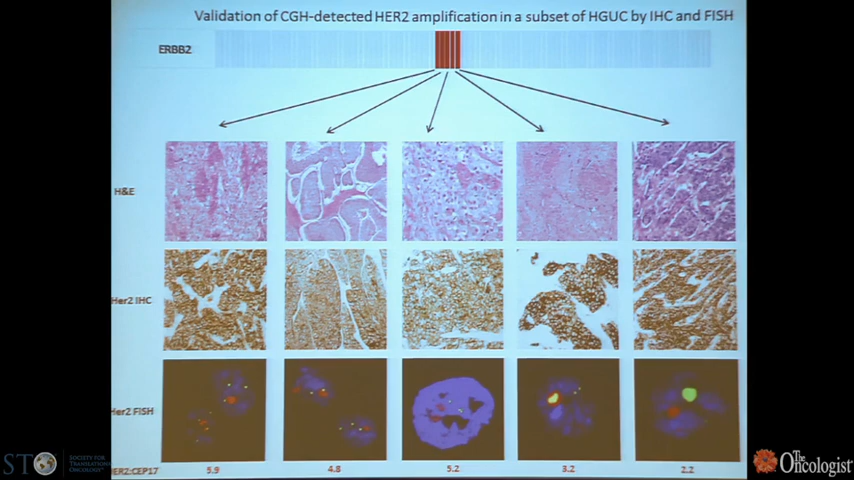 Validation of CGH-detected HER2 amplification in a subset of HGUC by IHC and FISH
ERBB2
H&E
Her2 IHC
Her2 FISH
HER2:CEP17 5.9 4.8 5.2 3.2 2.2
STO SOCIETY FOR
TRANSLATIONAL
ONCOLOGY
The
Oncologist